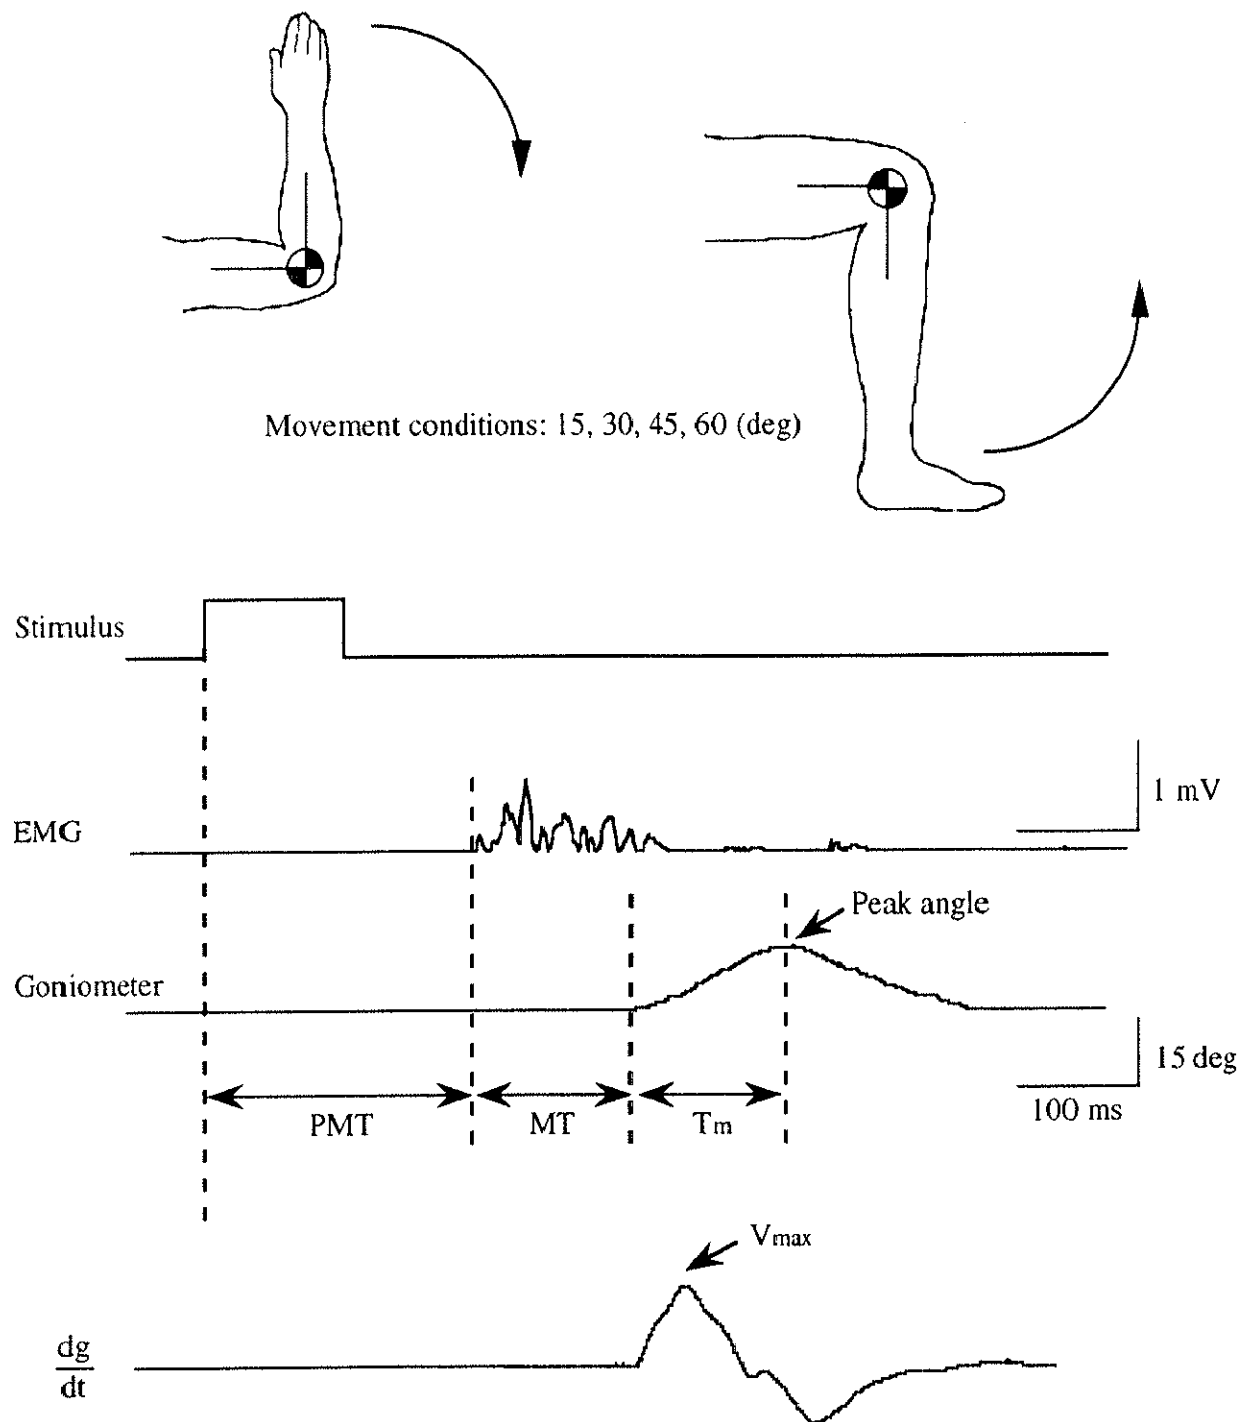 Movement conditions: 15, 30, 45, 60 (deg)
Stimulus
1 mV
EMG
Peak angle
Goniometer
15 deg
100 ms
PMT
MT
Tm
Vmax
dg
dt